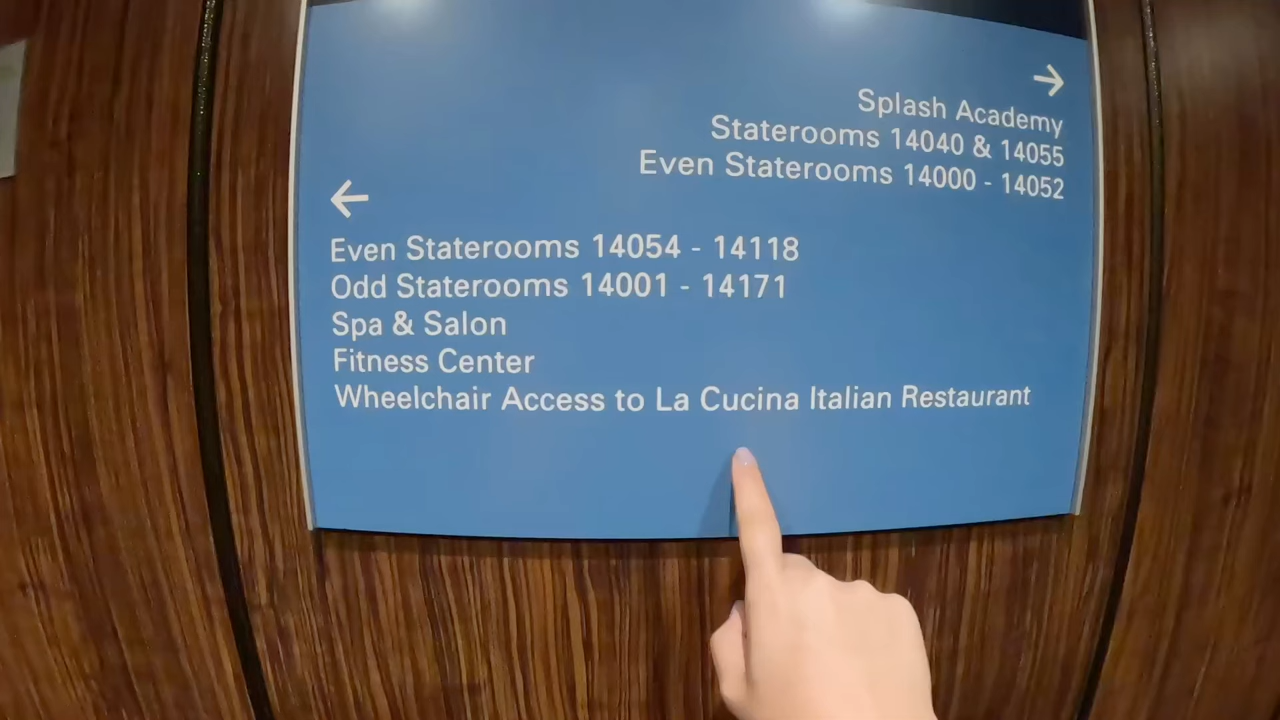 →
Splash Academy
Staterooms 14040 & 14055
Even Staterooms 14000 - 14052
←
Even Staterooms 14054 - 14118
Odd Staterooms 14001 - 14171
Spa & Salon
Fitness Center
Wheelchair Access to La Cucina Italian Restaurant